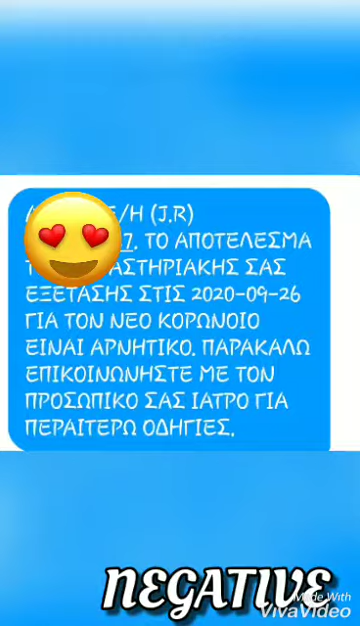 /Η (J.R)
7. ΤΟ ΑΠΟΤΕΛΕΣΜΑ
ΣΑΣ
ΕΞΕΤΑΣΗΣ ΣΤΙΣ 2020-09-26
ΓΙΑ ΤΟΝ ΝΕΟ ΚΟΡΩΝΟΙΟ
ΕΙΝΑΙ ΑΡΝΗΤΙΚΟ. ΠΑΡΑΚΑΛΩ
ΕΠΙΚΟΙΝΩΝΗΣΤΕ ΜΕ ΤΟΝ
ΠΡΟΣΩΠΙΚΟ ΣΑΣ ΙΑΤΡΟ ΓΙΑ
ΠΕΡΑΙΤΕΡΩ ΟΔΗΓΙΕΣ.
NEGATIVE
Made With
VivaVideo